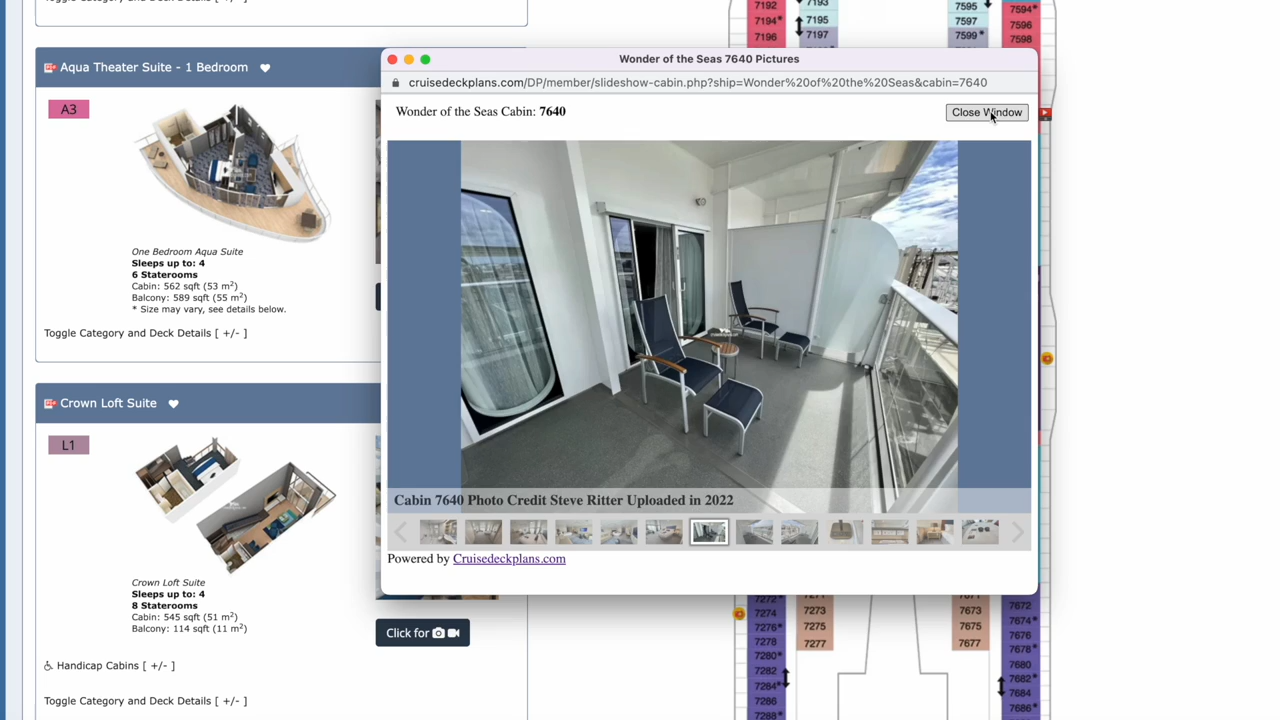 Aqua Theater Suite - 1 Bedroom
A3
One Bedroom Aqua Suite
Sleeps up to: 4
6 Staterooms
Cabin: 562 sqft (53 m²)
Balcony: 589 sqft (55 m²)
* Size may vary, see details below.
Toggle Category and Deck Details [ +/- ]
Crown Loft Suite
L1
Crown Loft Suite
Sleeps up to: 4
8 Staterooms
Cabin: 545 sqft (51 m²)
Balcony: 114 sqft (11 m²)
Click for
Handicap Cabins [ +/- ]
Toggle Category and Deck Details [ +/- ]
Wonder of the Seas 7640 Pictures
cruisedeckplans.com/DP/member/slideshow-cabin.php?ship=Wonder%20of%20the%20Seas&cabin=7640
Wonder of the Seas Cabin: 7640
Close Window
Cabin 7640 Photo Credit Steve Ritter Uploaded in 2022
Powered by Cruisedeckplans.com
7192
7194*
7196
7193
7195
7197
7595
7597
7599*
7594*
7596
7598
7272
7274
7276*
7278
7280*
7282
7284*
7286
7288*
7273
7275
7277
7673
7675
7677
7672
7674*
7676
7678*
7680
7682*
7684
7686*